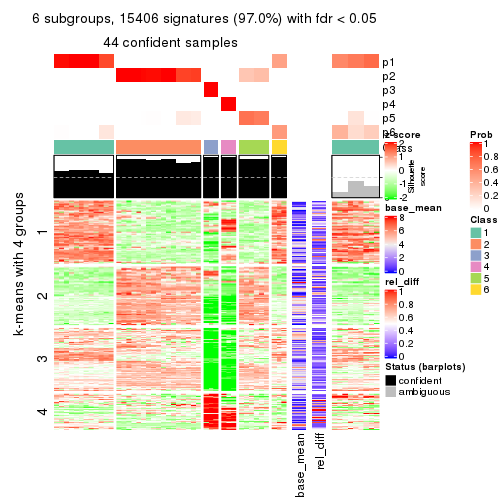 6 subgroups, 15406 signatures (97.0%) with fdr < 0.05
44 confident samples
p1
p2
p3
p4
p5
p6
Class
z-score
2
1
0
-1
-2
Silhouette score
base_mean
8
6
4
2
0
rel_diff
1
0.8
0.6
0.4
0.2
0
Status (barplots)
confident
ambiguous
Prob
1
0.8
0.6
0.4
0.2
0
Class
1
2
3
4
5
6
k-means with 4 groups
1
2
3
4
base_mean
rel_diff